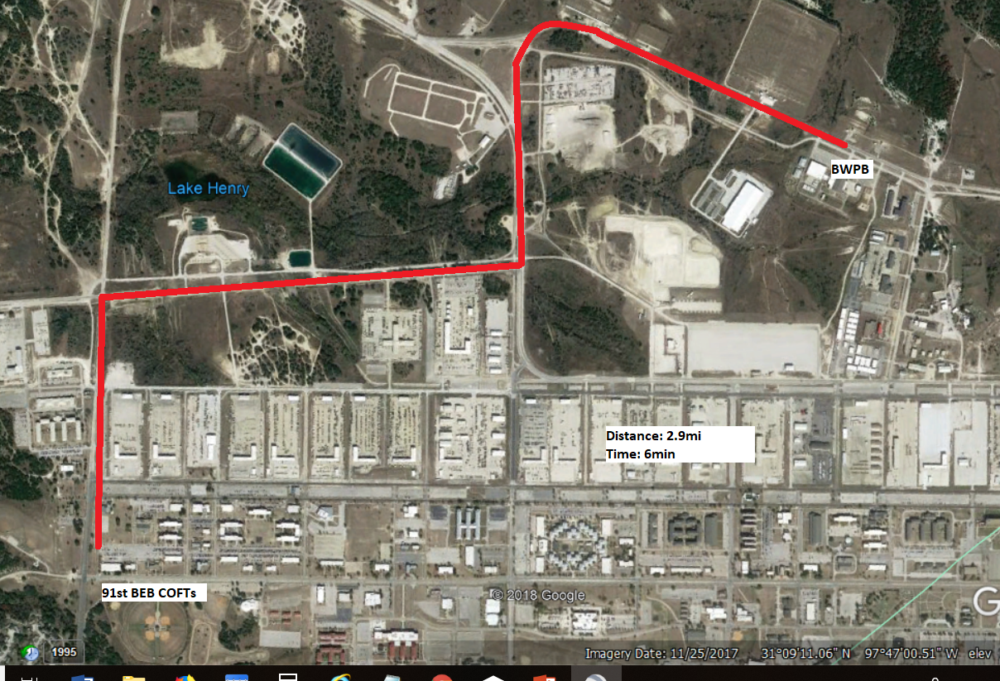 Lake Henry
BWPB
Distance: 2.9mi
Time: 6min
91st BEB COFTs
© 2018 Google
G
1995
Imagery Date: 11/25/2017 31°09'11.06" N 97°47'00.51" W elev